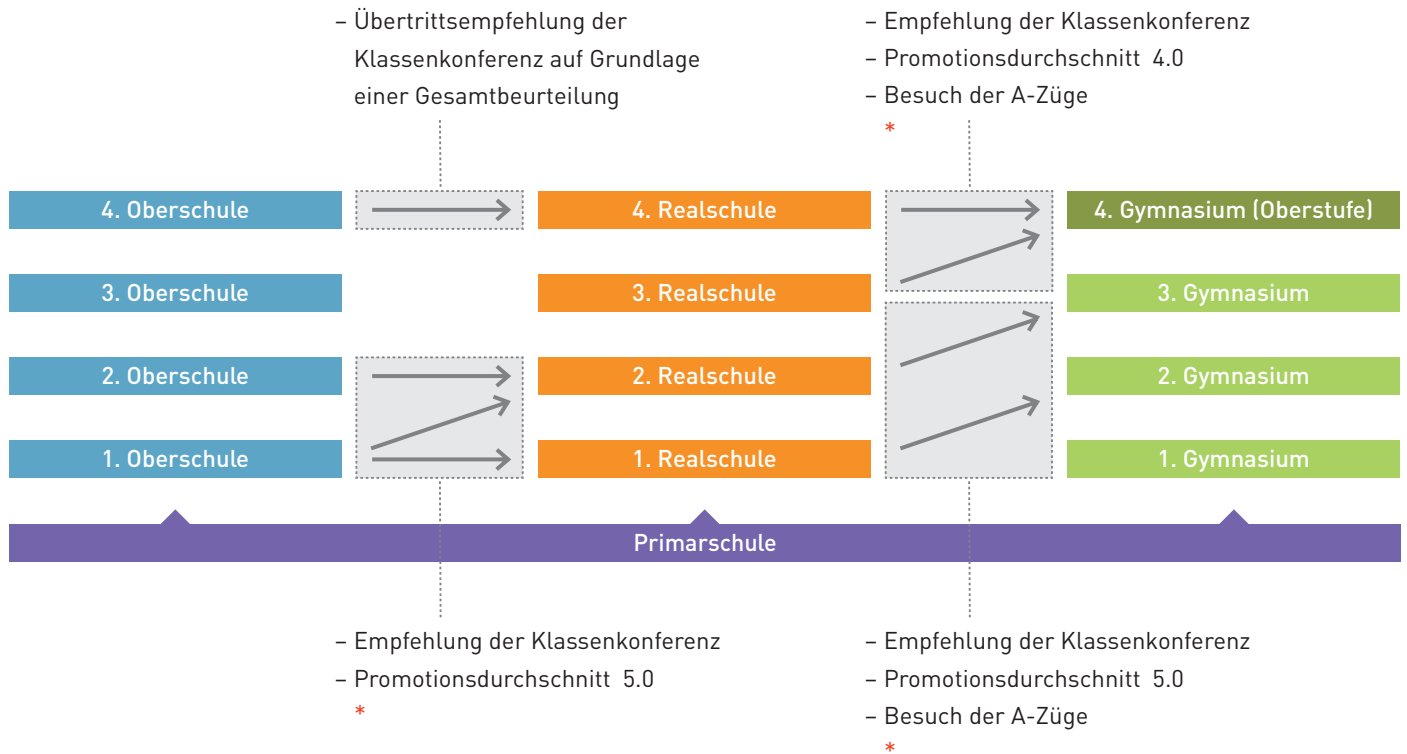 – Übertrittsempfehlung der
Klassenkonferenz auf Grundlage
einer Gesamtbeurteilung
– Empfehlung der Klassenkonferenz
– Promotionsdurchschnitt 4.0
– Besuch der A-Züge
*
4. Oberschule
4. Realschule
4. Gymnasium (Oberstufe)
3. Oberschule
3. Realschule
3. Gymnasium
2. Oberschule
2. Realschule
2. Gymnasium
1. Oberschule
1. Realschule
1. Gymnasium
Primarschule
– Empfehlung der Klassenkonferenz
– Promotionsdurchschnitt 5.0
*
– Empfehlung der Klassenkonferenz
– Promotionsdurchschnitt 5.0
– Besuch der A-Züge
*